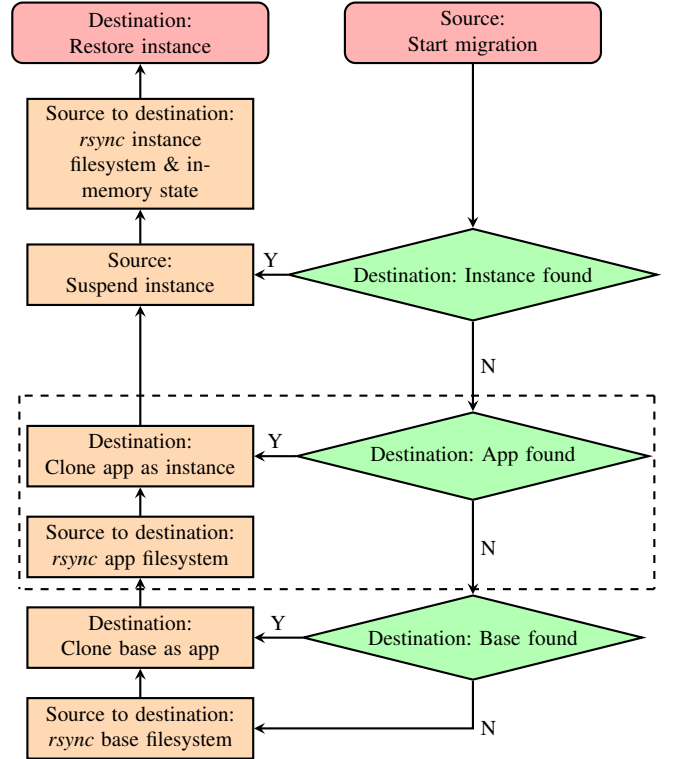 Destination:
Restore instance
Source:
Start migration
Source to destination:
rsync instance
filesystem & in-
memory state
Source:
Suspend instance
Y
Destination: Instance found
N
Destination:
Clone app as instance
Y
Destination: App found
Source to destination:
rsync app filesystem
N
Destination:
Clone base as app
Y
Destination: Base found
Source to destination:
rsync base filesystem
N